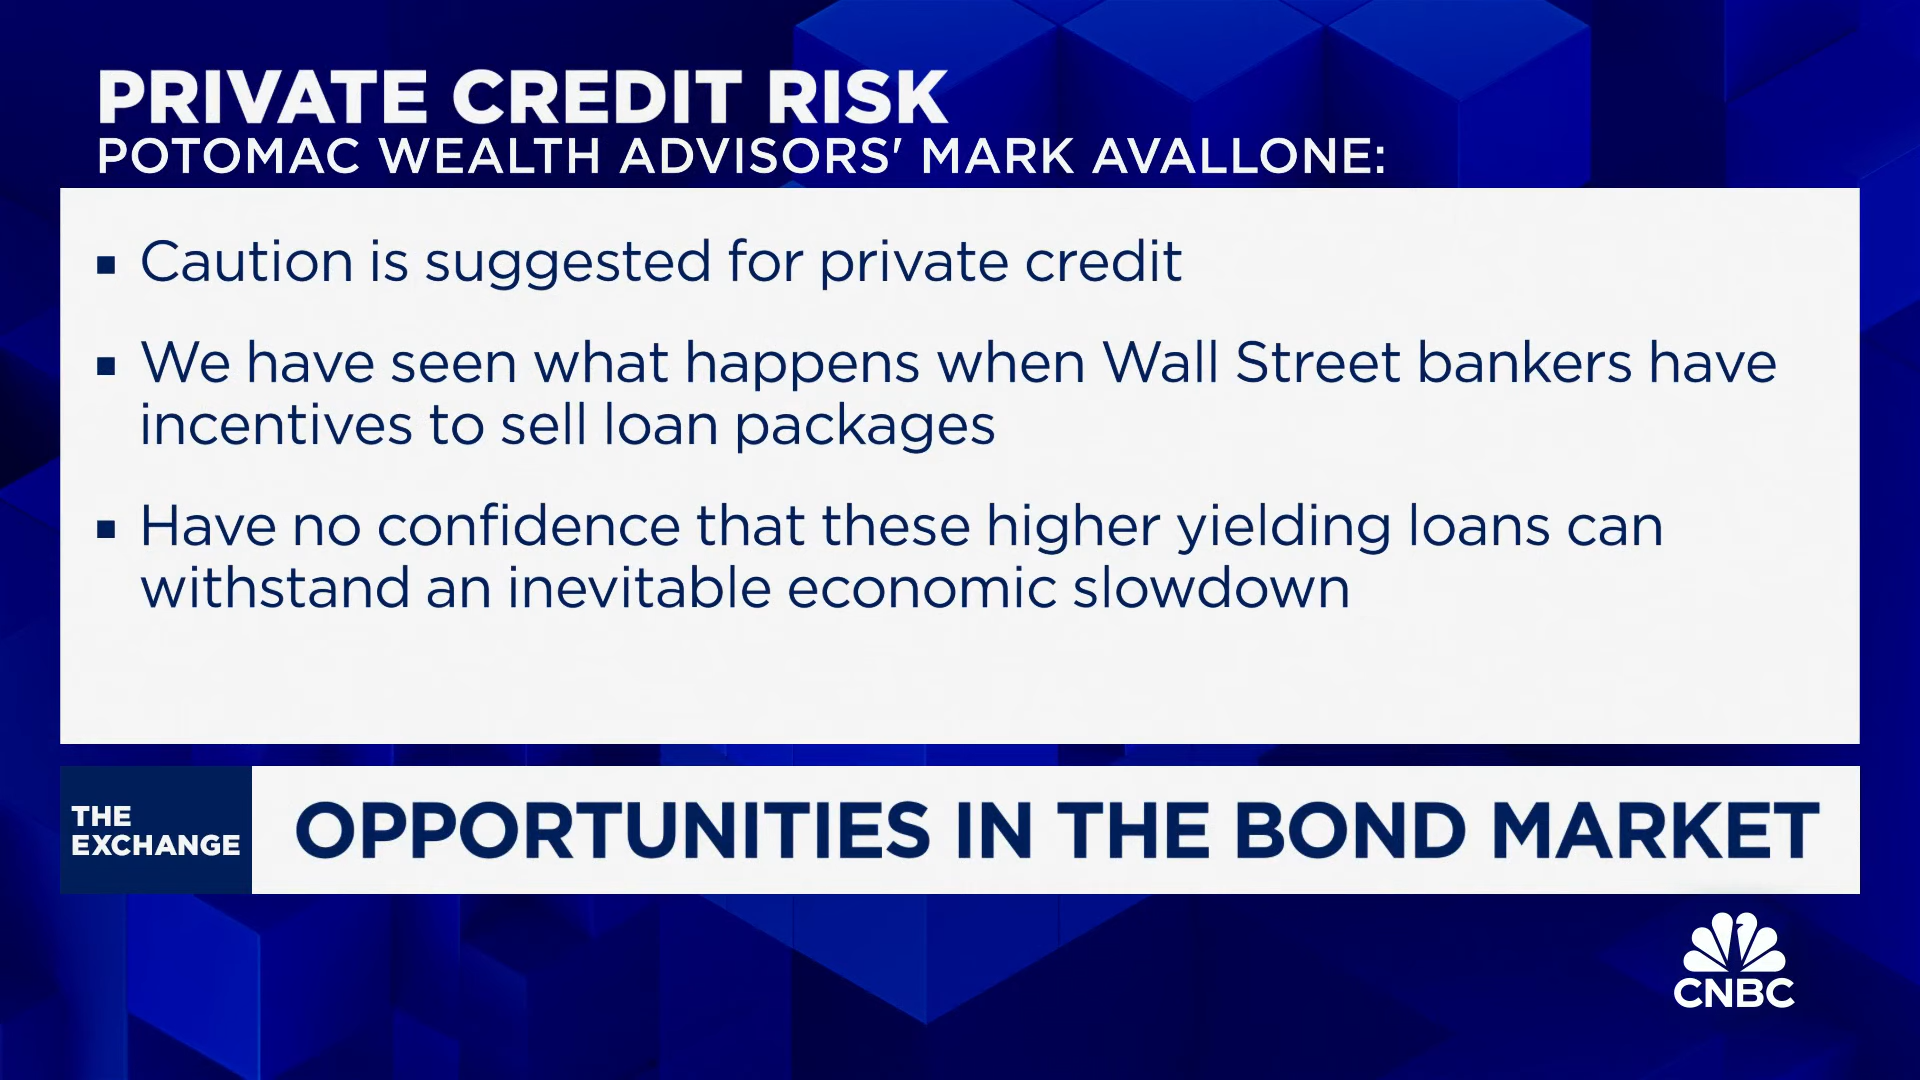 PRIVATE CREDIT RISK
POTOMAC WEALTH ADVISORS' MARK AVALLONE:
▪ Caution is suggested for private credit
▪ We have seen what happens when Wall Street bankers have
incentives to sell loan packages
▪ Have no confidence that these higher yielding loans can
withstand an inevitable economic slowdown
THE
EXCHANGE
OPPORTUNITIES IN THE BOND MARKET
CNBC